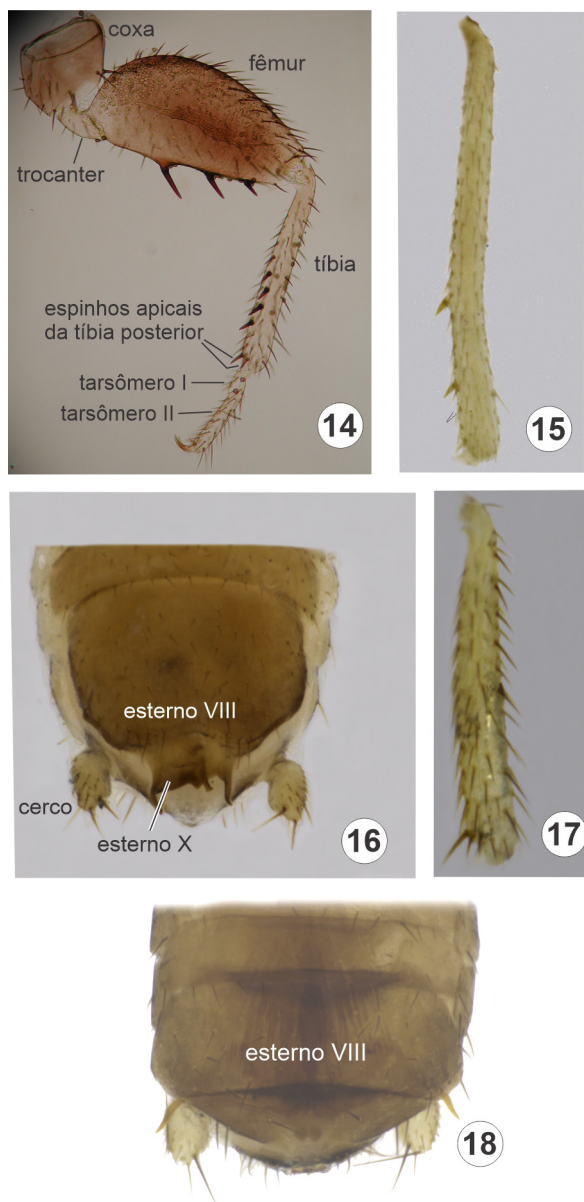 coxa
fêmur
trocanter
tíbia
espinhos apicais
da tíbia posterior
tarsômero I
tarsômero II
14
15
esterno VIII
cerco
esterno X
16
17
esterno VIII
18